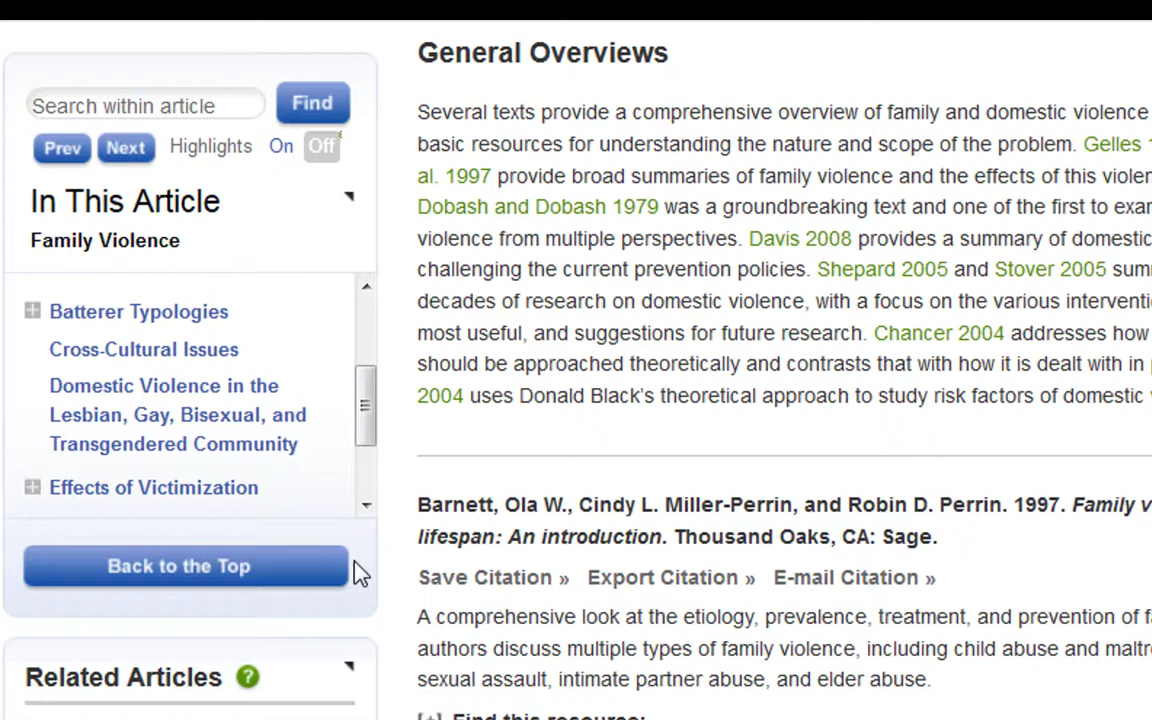 General Overviews
Search within article
Find
Prev
Next
Highlights
On
Off
In This Article
Family Violence
Batterer Typologies
Cross-Cultural Issues
Domestic Violence in the
Lesbian, Gay, Bisexual, and
Transgendered Community
Effects of Victimization
Back to the Top
Related Articles
?
Several texts provide a comprehensive overview of family and domestic violence
basic resources for understanding the nature and scope of the problem. Gelles
al. 1997 provide broad summaries of family violence and the effects of this
Dobash and Dobash 1979 was a groundbreaking text and one of the first to
violence from multiple perspectives. Davis 2008 provides a summary of
challenging the current prevention policies. Shepard 2005 and Stover 2005
decades of research on domestic violence, with a focus on the various
most useful, and suggestions for future research. Chancer 2004 addresses how
should be approached theoretically and contrasts that with how it is dealt with in
2004 uses Donald Black's theoretical approach to study risk factors of domestic
Barnett, Ola W., Cindy L. Miller-Perrin, and Robin D. Perrin. 1997. Family
lifespan: An introduction. Thousand Oaks, CA: Sage.
Save Citation » Export Citation » E-mail Citation »
A comprehensive look at the etiology, prevalence, treatment, and prevention of
authors discuss multiple types of family violence, including child abuse and
sexual assault, intimate partner abuse, and elder abuse.
[+] Find this resource: